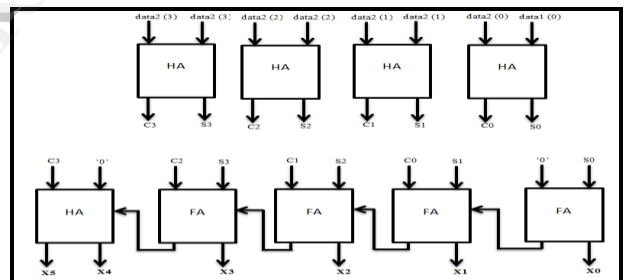 data2 (3) data2 (3) data2 (2) data2 (2) data2 (1) data2 (1) data2 (0) data1 (0)
HA HA HA HA
C3 S3 C2 S2 C1 S1 C0 S0
C3 '0' C2 S3 C1 S2 C0 S1 '0' S0
HA FA FA FA FA
X5 X4 X3 X2 X1 X0